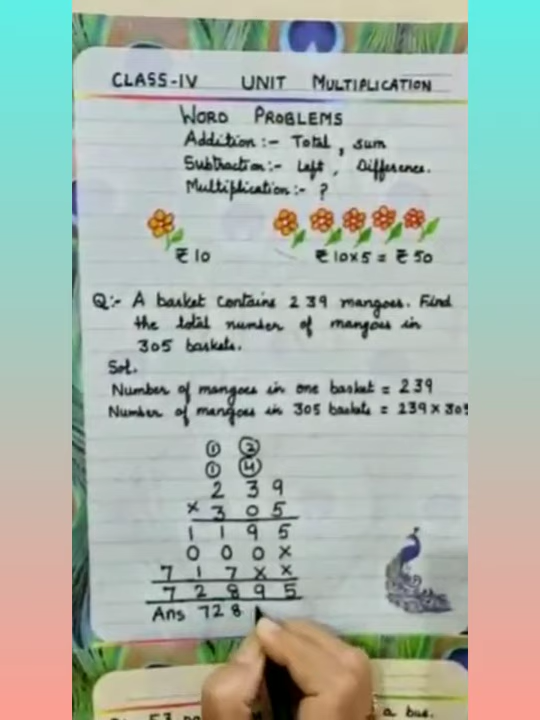 CLASS-IV UNIT MULTIPLICATION
WORD PROBLEMS
Addition:- Total, sum
Subtraction:- Left, Difference.
Multiplication:- ?
₹10 ₹10x5 = ₹50
Q:- A basket contains 239 mangoes. Find
the total number of mangoes in
305 baskets.
Sol.
Number of mangoes in one basket = 239
Number of mangoes in 305 baskets = 239 x 305
① ②
① ④
2 3 9
x 3 0 5
1 1 9 5
0 0 0 x
7 1 7 x x
7 2 8 9 5
Ans 728
a bus.